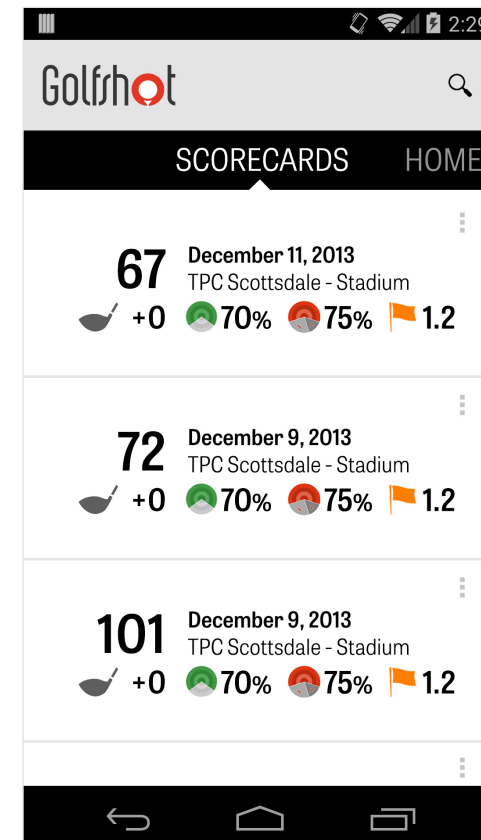 2:29
Golfshot
SCORECARDS HOME
67
December 11, 2013
TPC Scottsdale - Stadium
+0 70% 75% 1.2
72
December 9, 2013
TPC Scottsdale - Stadium
+0 70% 75% 1.2
101
December 9, 2013
TPC Scottsdale - Stadium
+0 70% 75% 1.2